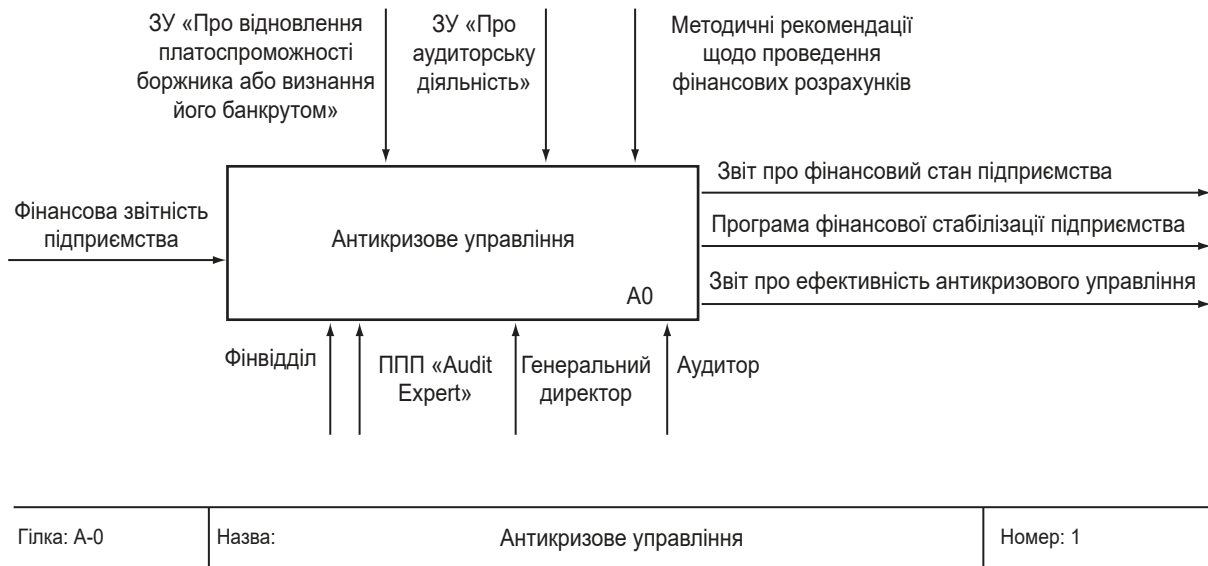 ЗУ «Про відновлення
платоспроможності
боржника або визнання
його банкрутом»
ЗУ «Про
аудиторську
діяльність»
Методичні рекомендації
щодо проведення
фінансових розрахунків
Фінансова звітність
підприємства
Антикризове управління
А0
Звіт про фінансовий стан підприємства
Програма фінансової стабілізації підприємства
Звіт про ефективність антикризового управління
Фінвідділ
ППП «Audit
Expert»
Генеральний
директор
Аудитор
Гілка: А-0
Назва:
Антикризове управління
Номер: 1